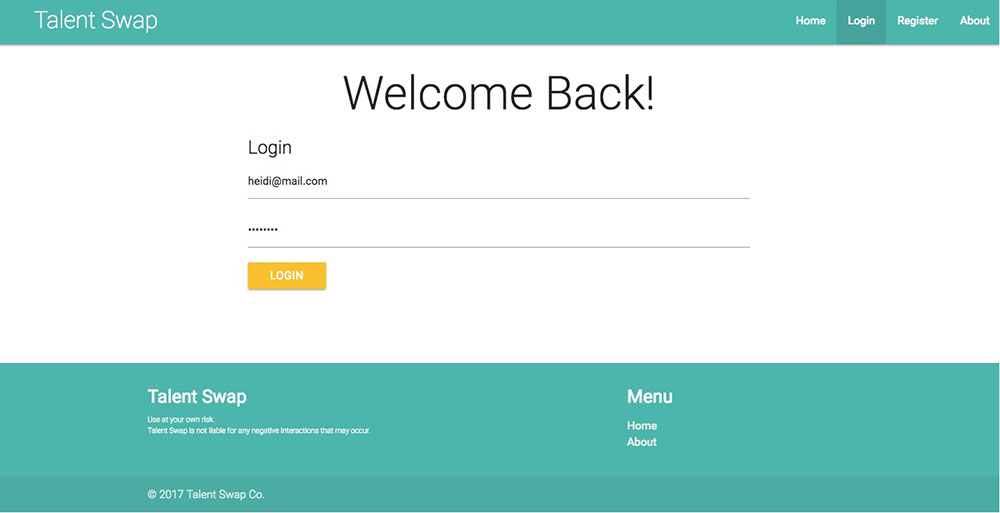 Talent Swap
Home Login Register About
Welcome Back!
Login
heidi@mail.com
••••••••
LOGIN
Talent Swap
Use at your own risk.
Talent Swap is not liable for any negative interactions that may occur.
Menu
Home
About
© 2017 Talent Swap Co.